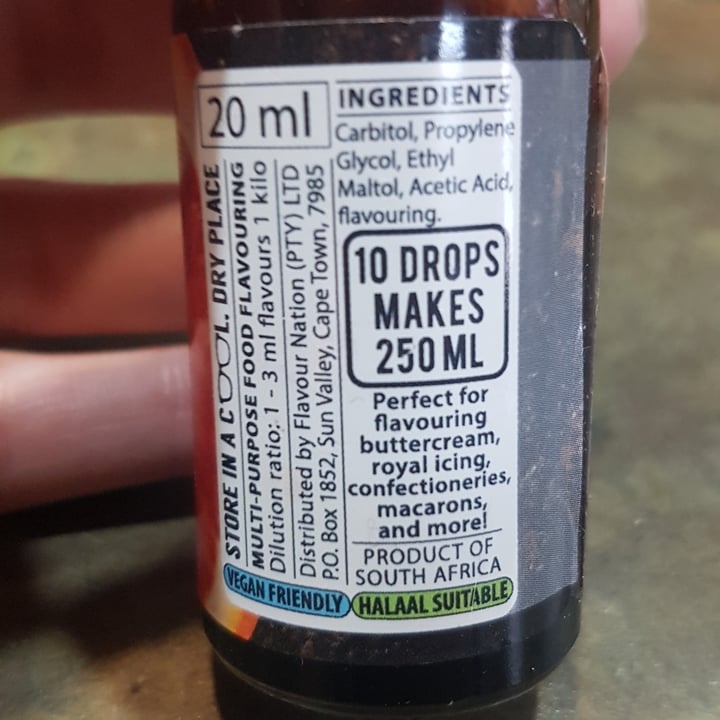 20 ml
STORE IN A COOL. DRY PLACE
MULTI-PURPOSE FOOD FLAVOURING
Dilution ratio: 1 - 3 ml flavours 1 kilo
Distributed by Flavour Nation (PTY) LTD
P.O. Box 1852, Sun Valley, Cape Town, 7985
INGREDIENTS
Carbitol, Propylene
Glycol, Ethyl
Maltol, Acetic Acid,
flavouring.
10 DROPS
MAKES
250 ML
Perfect for
flavouring
buttercream,
royal icing,
confectioneries,
macarons,
and more!
PRODUCT OF
SOUTH AFRICA
VEGAN FRIENDLY
HALAAL SUITABLE